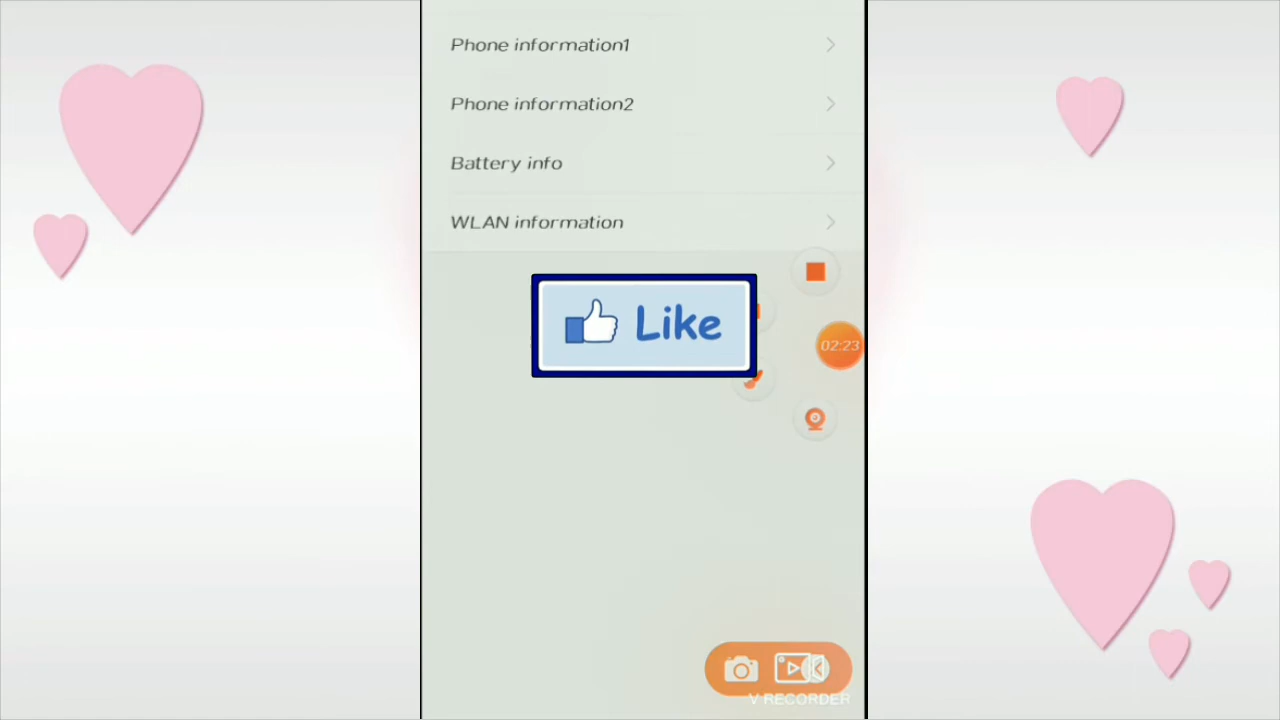 Phone information1
Phone information2
Battery info
WLAN information
Like
02:23
V RECORDER